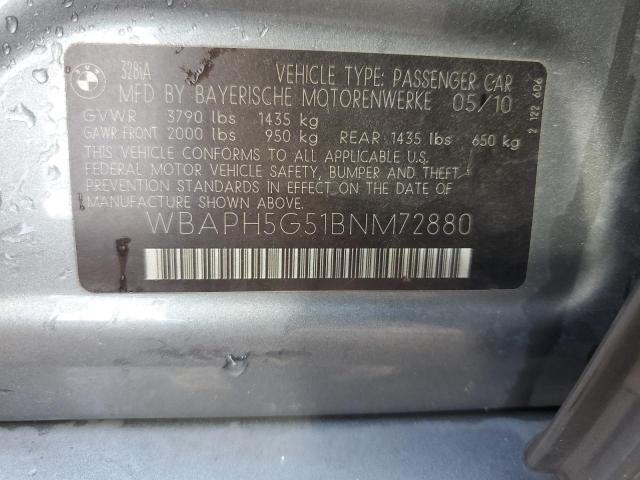 BMW
328iA VEHICLE TYPE: PASSENGER CAR
MFD BY BAYERISCHE MOTORENWERKE 05/10
GVWR 3790 lbs 1435 kg
GAWR FRONT 2000 lbs 950 kg REAR 1435 lbs 650 kg
THIS VEHICLE CONFORMS TO ALL APPLICABLE U.S.
FEDERAL MOTOR VEHICLE SAFETY, BUMPER AND THEFT
PREVENTION STANDARDS IN EFFECT ON THE DATE OF
MANUFACTURE SHOWN ABOVE.
WBAPH5G51BNM72880
2 122 606